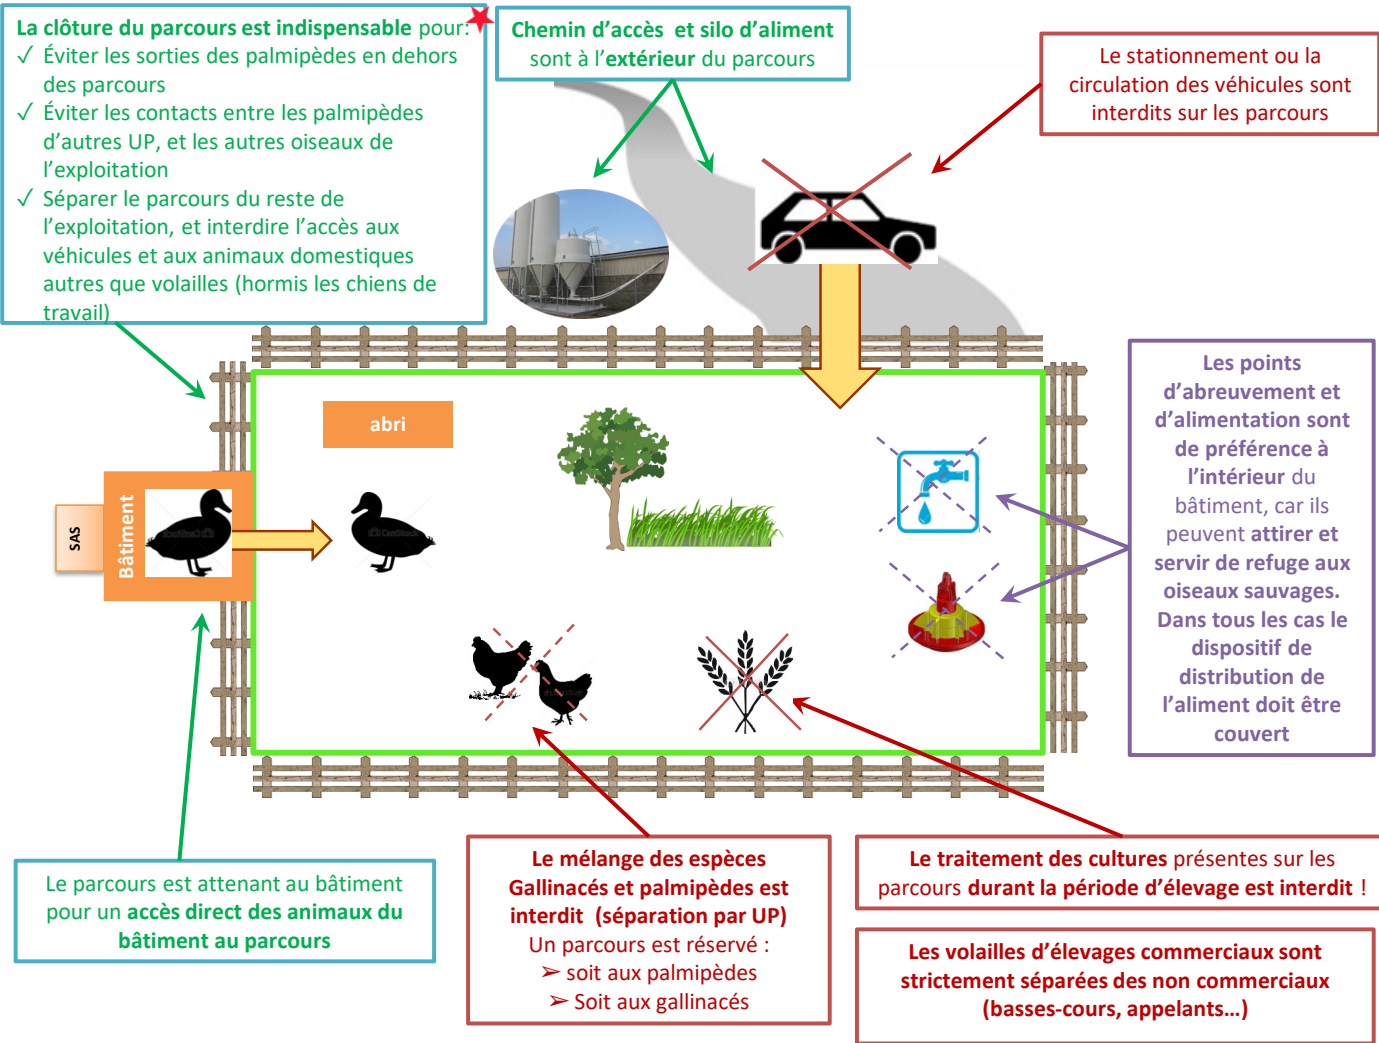 La clôture du parcours est indispensable pour:
✓ Éviter les sorties des palmipèdes en dehors
des parcours
✓ Éviter les contacts entre les palmipèdes
d’autres UP, et les autres oiseaux de
l’exploitation
✓ Séparer le parcours du reste de
l’exploitation, et interdire l’accès aux
véhicules et aux animaux domestiques
autres que volailles (hormis les chiens de
travail)
Chemin d’accès et silo d’aliment
sont à l’extérieur du parcours
Le stationnement ou la
circulation des véhicules sont
interdits sur les parcours
abri
SAS
Bâtiment
Les points
d’abreuvement et
d’alimentation sont
de préférence à
l’intérieur du
bâtiment, car ils
peuvent attirer et
servir de refuge aux
oiseaux sauvages.
Dans tous les cas le
dispositif de
distribution de
l’aliment doit être
couvert
Le parcours est attenant au bâtiment
pour un accès direct des animaux du
bâtiment au parcours
Le mélange des espèces
Gallinacés et palmipèdes est
interdit (séparation par UP)
Un parcours est réservé :
➢ soit aux palmipèdes
➢ Soit aux gallinacés
Le traitement des cultures présentes sur les
parcours durant la période d’élevage est interdit !
Les volailles d’élevages commerciaux sont
strictement séparées des non commerciaux
(basses-cours, appelants…)